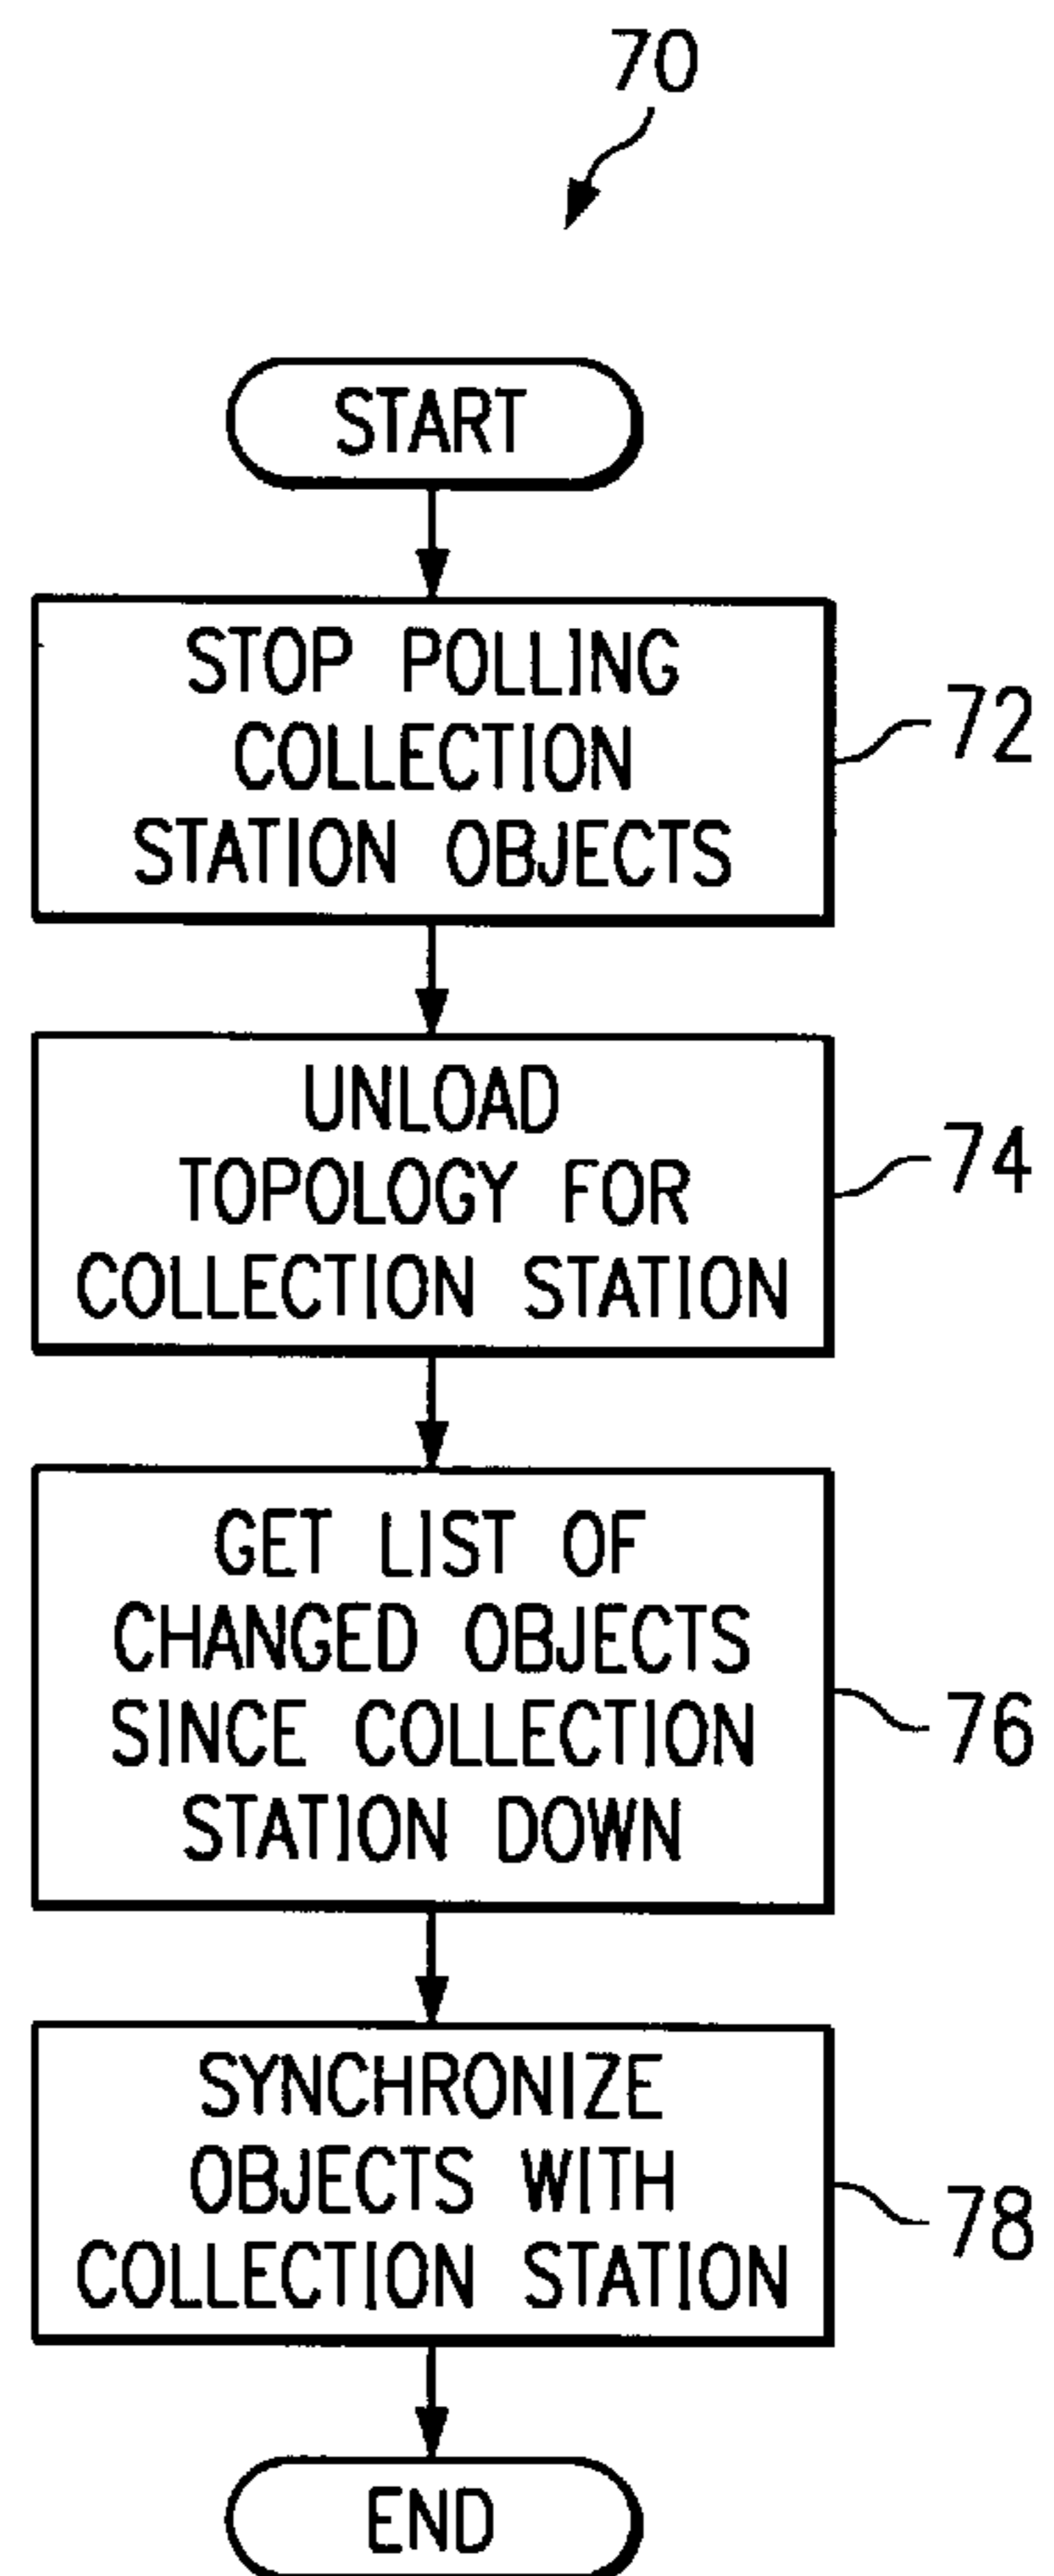 70
START
STOP POLLING
COLLECTION
STATION OBJECTS
72
UNLOAD
TOPOLOGY FOR
COLLECTION STATION
74
GET LIST OF
CHANGED OBJECTS
SINCE COLLECTION
STATION DOWN
76
SYNCHRONIZE
OBJECTS WITH
COLLECTION STATION
78
END